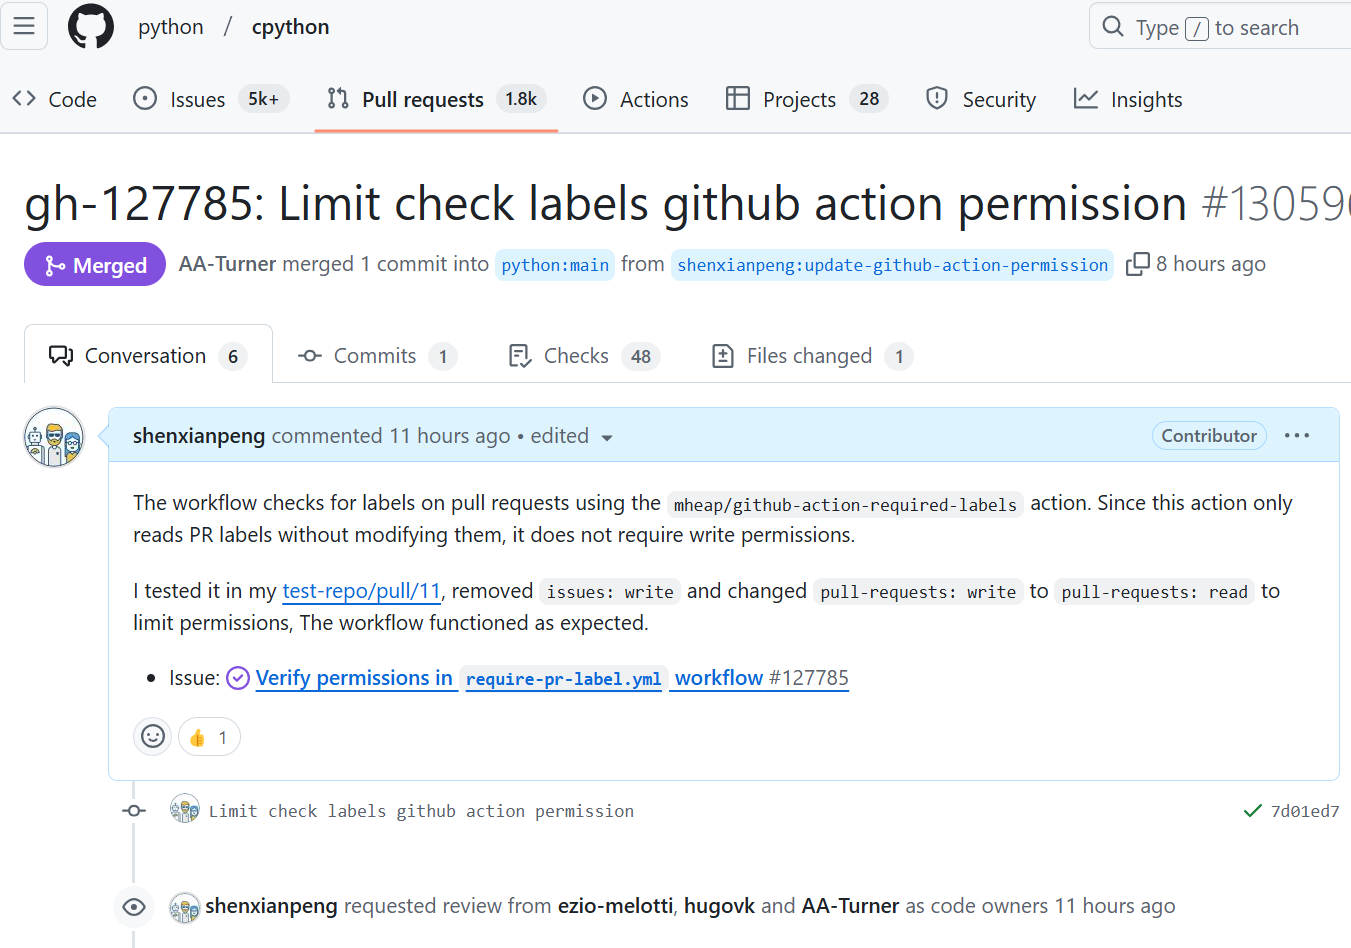 python / cpython
Type / to search
Code
Issues 5k+
Pull requests 1.8k
Actions
Projects 28
Security
Insights
gh-127785: Limit check labels github action permission #13059
Merged
AA-Turner merged 1 commit into python:main from shenxianpeng:update-github-action-permission 8 hours ago
Conversation 6
Commits 1
Checks 48
Files changed 1
shenxianpeng commented 11 hours ago • edited
Contributor
The workflow checks for labels on pull requests using the mheap/github-action-required-labels action. Since this action only
reads PR labels without modifying them, it does not require write permissions.
I tested it in my test-repo/pull/11, removed issues: write and changed pull-requests: write to pull-requests: read to
limit permissions, The workflow functioned as expected.
• Issue: Verify permissions in require-pr-label.yml workflow #127785
👍 1
Limit check labels github action permission
7d01ed7
shenxianpeng requested review from ezio-melotti, hugovk and AA-Turner as code owners 11 hours ago